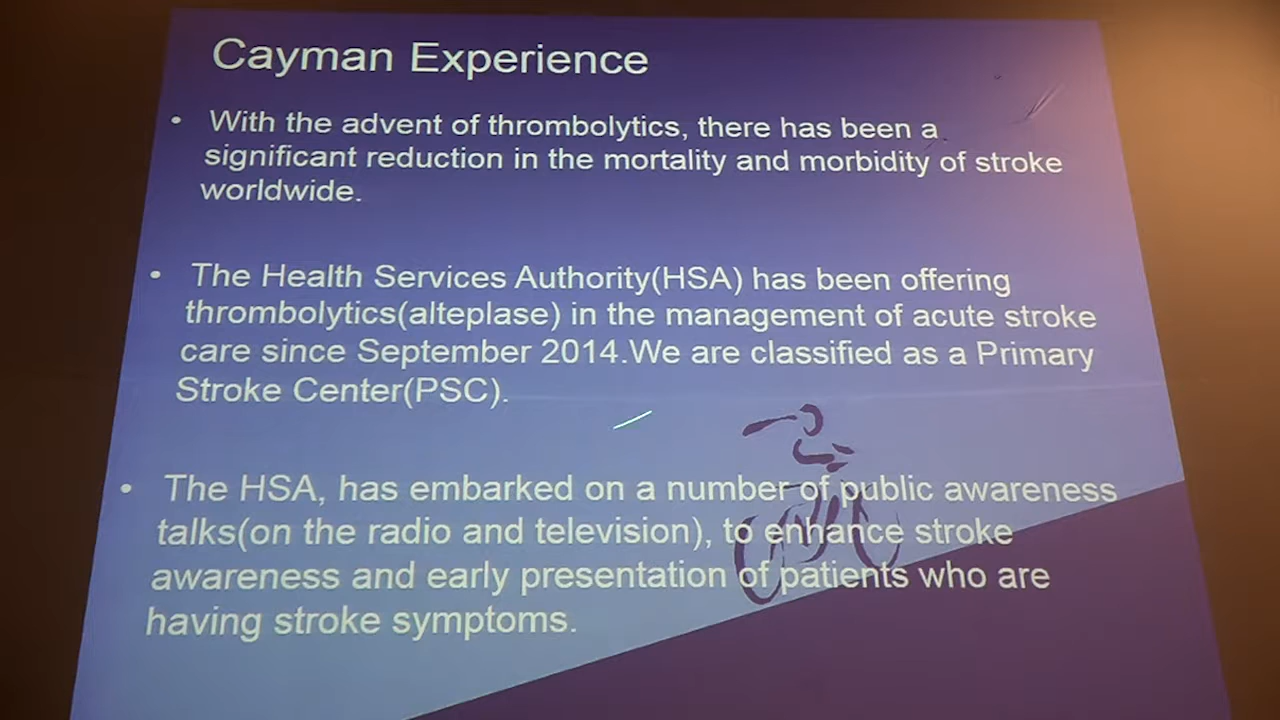 Cayman Experience
• With the advent of thrombolytics, there has been a
significant reduction in the mortality and morbidity of stroke
worldwide.
• The Health Services Authority(HSA) has been offering
thrombolytics(alteplase) in the management of acute stroke
care since September 2014.We are classified as a Primary
Stroke Center(PSC).
• The HSA, has embarked on a number of public awareness
talks(on the radio and television), to enhance stroke
awareness and early presentation of patients who are
having stroke symptoms.